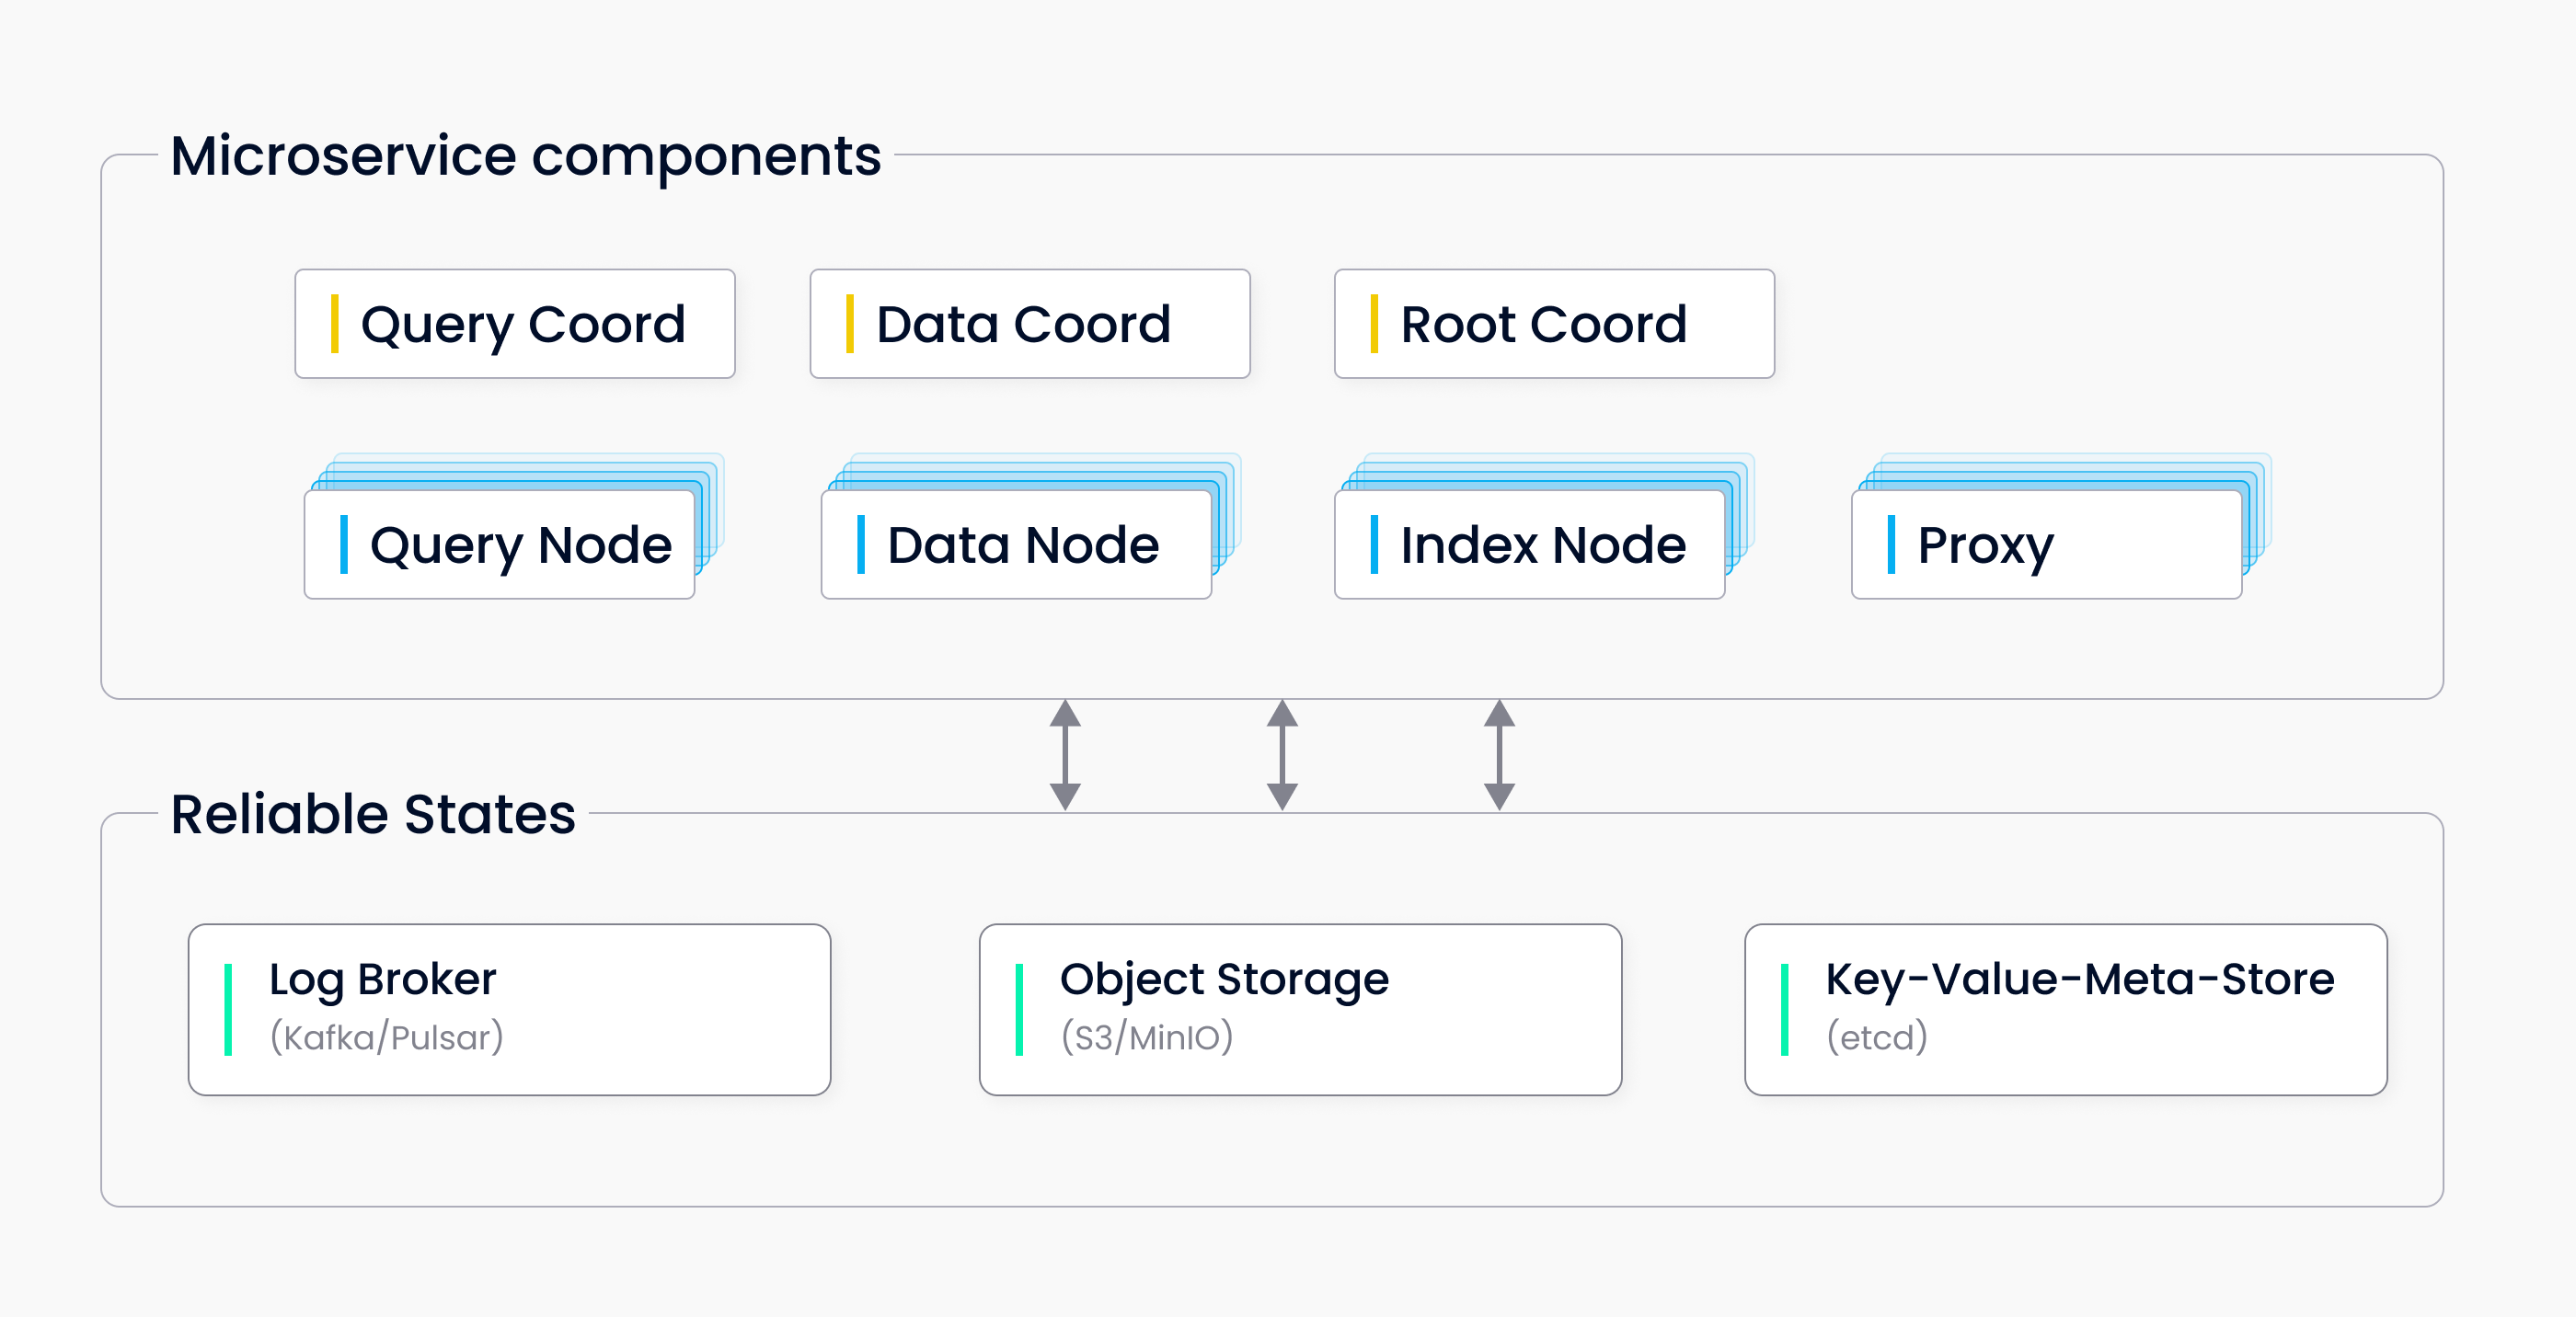 Microservice components
Query Coord
Data Coord
Root Coord
Query Node
Data Node
Index Node
Proxy
Reliable States
Log Broker
(Kafka/Pulsar)
Object Storage
(S3/MinIO)
Key-Value-Meta-Store
(etcd)